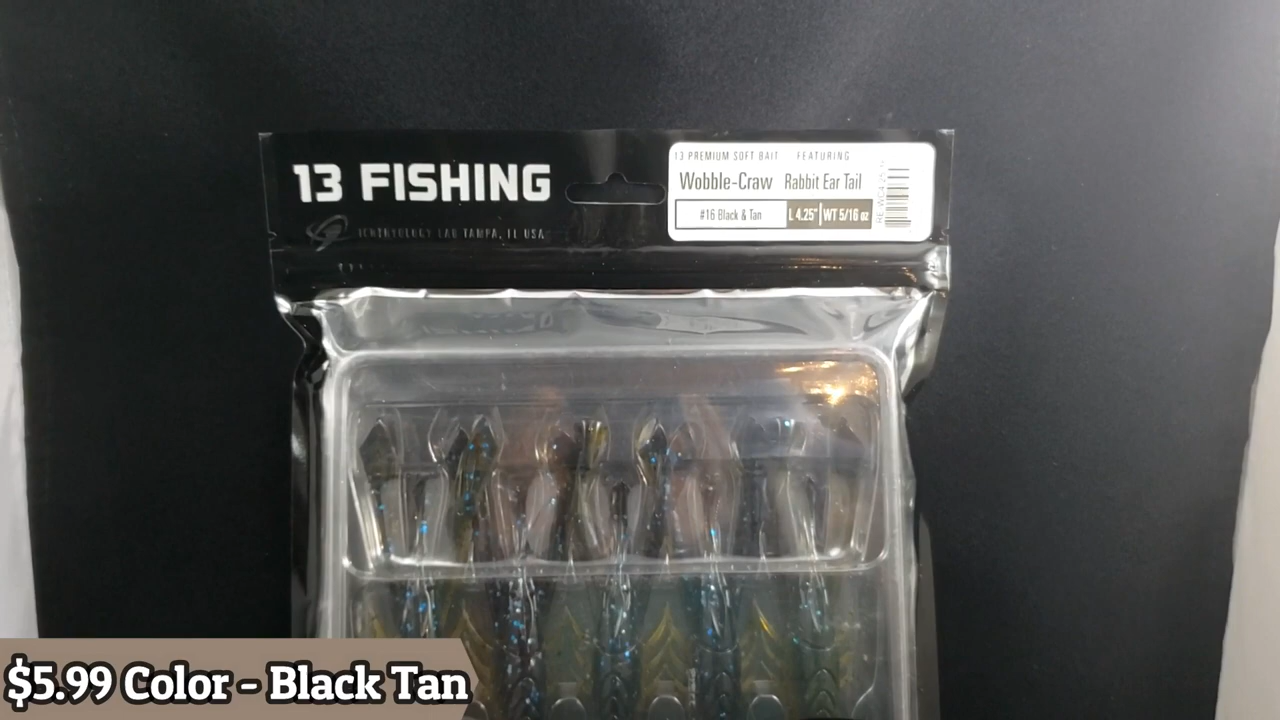 13 FISHING
ICHTHYOLOGY LAB TAMPA, FL USA
13 PREMIUM SOFT BAIT FEATURING
Wobble-Craw Rabbit Ear Tail
#16 Black & Tan L 4.25" WT 5/16 oz
$5.99 Color - Black Tan